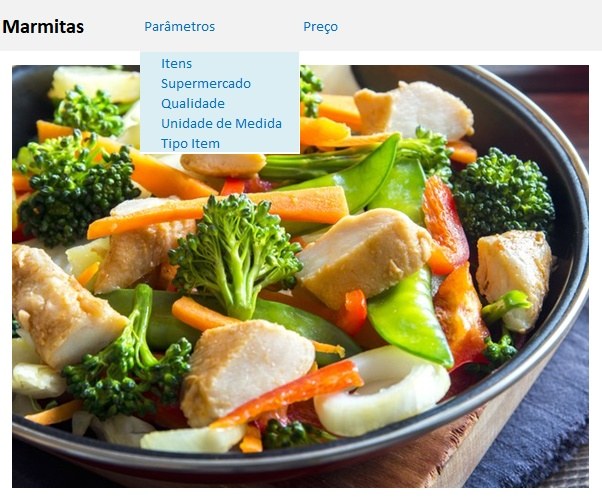 Marmitas Parâmetros Preço
Itens
Supermercado
Qualidade
Unidade de Medida
Tipo Item